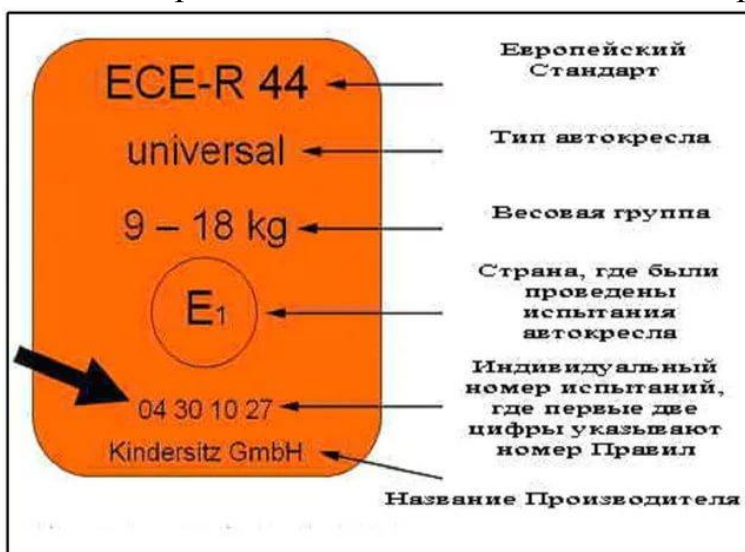 ECE-R 44
Европейский
Стандарт
universal
Тип автокресла
9 – 18 kg
Весовая группа
E1
Страна, где были
проведены
испытания
автокресла
04 30 10 27
Индивидуальный
номер испытаний,
где первые две
цифры указывают
номер Правил
Kindersitz GmbH
Название Производителя